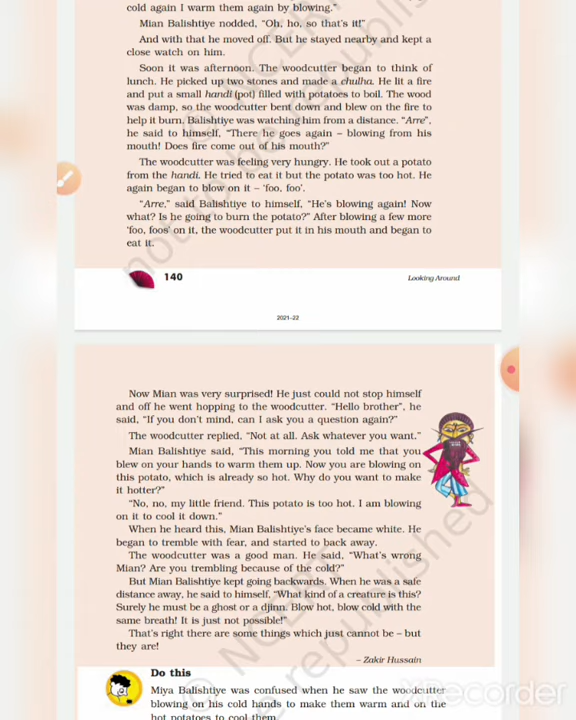 cold again I warm them again by blowing."
Mian Balishtiye nodded, "Oh, ho, so that's it!"
And with that he moved off. But he stayed nearby and kept a
close watch on him.
Soon it was afternoon. The woodcutter began to think of
lunch. He picked up two stones and made a chulha. He lit a fire
and put a small handi (pot) filled with potatoes to boil. The wood
was damp, so the woodcutter bent down and blew on the fire to
help it burn. Balishtiye was watching him from a distance. "Arre",
he said to himself, "There he goes again – blowing from his
mouth! Does fire come out of his mouth?"
The woodcutter was feeling very hungry. He took out a potato
from the handi. He tried to eat it but the potato was too hot. He
again began to blow on it – 'foo, foo'.
"Arre," said Balishtiye to himself, "He's blowing again! Now
what? Is he going to burn the potato?" After blowing a few more
'foo, foos' on it, the woodcutter put it in his mouth and began to
eat it.
140
Looking Around
2021–22
Now Mian was very surprised! He just could not stop himself
and off he went hopping to the woodcutter. "Hello brother", he
said, "If you don't mind, can I ask you a question again?"
The woodcutter replied, "Not at all. Ask whatever you want."
Mian Balishtiye said, "This morning you told me that you
blew on your hands to warm them up. Now you are blowing on
this potato, which is already so hot. Why do you want to make
it hotter?"
"No, no, my little friend. This potato is too hot. I am blowing
on it to cool it down."
When he heard this, Mian Balishtiye's face became white. He
began to tremble with fear, and started to back away.
The woodcutter was a good man. He said, "What's wrong
Mian? Are you trembling because of the cold?"
But Mian Balishtiye kept going backwards. When he was a safe
distance away, he said to himself, "What kind of a creature is this?
Surely he must be a ghost or a djinn. Blow hot, blow cold with the
same breath! It is just not possible!"
That's right there are some things which just cannot be – but
they are!
– Zakir Hussain
Do this
Miya Balishtiye was confused when he saw the woodcutter
blowing on his cold hands to make them warm and on the
hot potatoes to cool them.
© NCERT
not to be republished
XRecorder